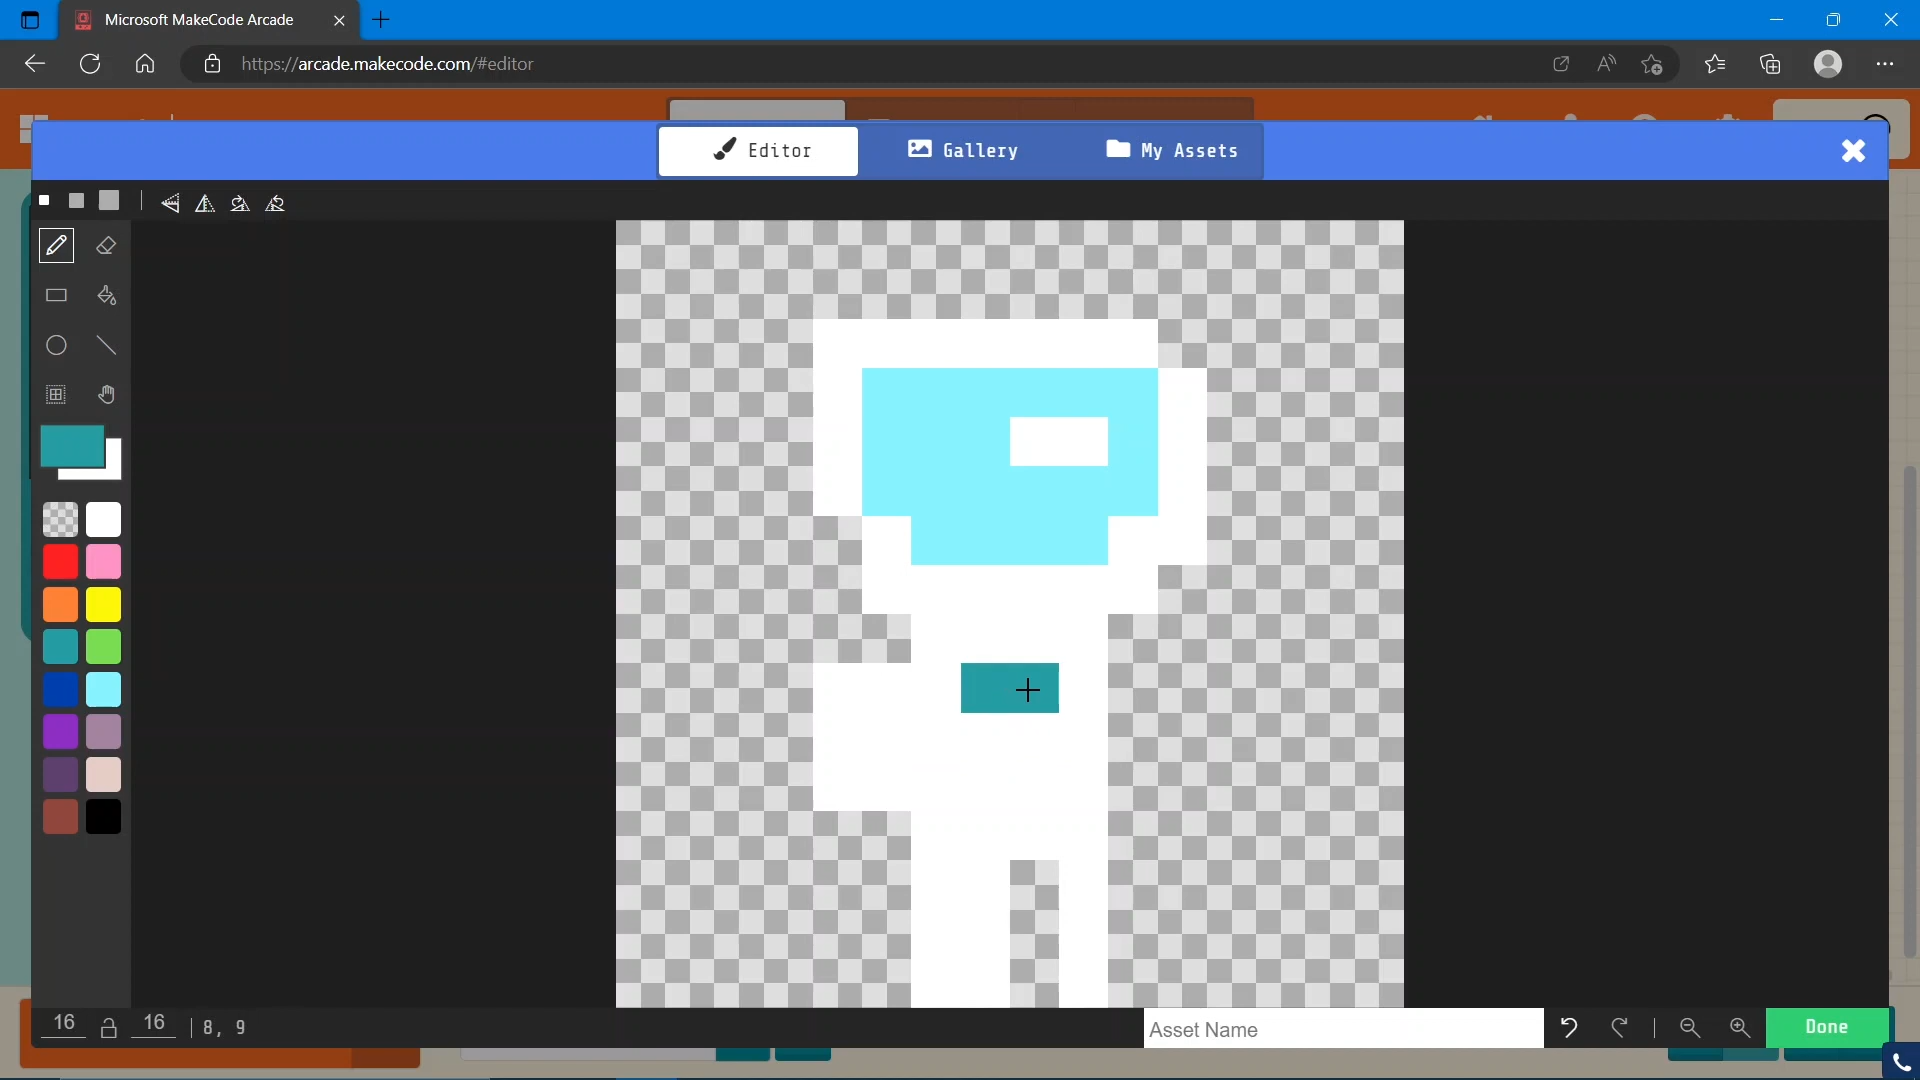 Microsoft MakeCode Arcade
https://arcade.makecode.com/#editor
Editor
Gallery
My Assets
16
16
8, 9
Asset Name
Done